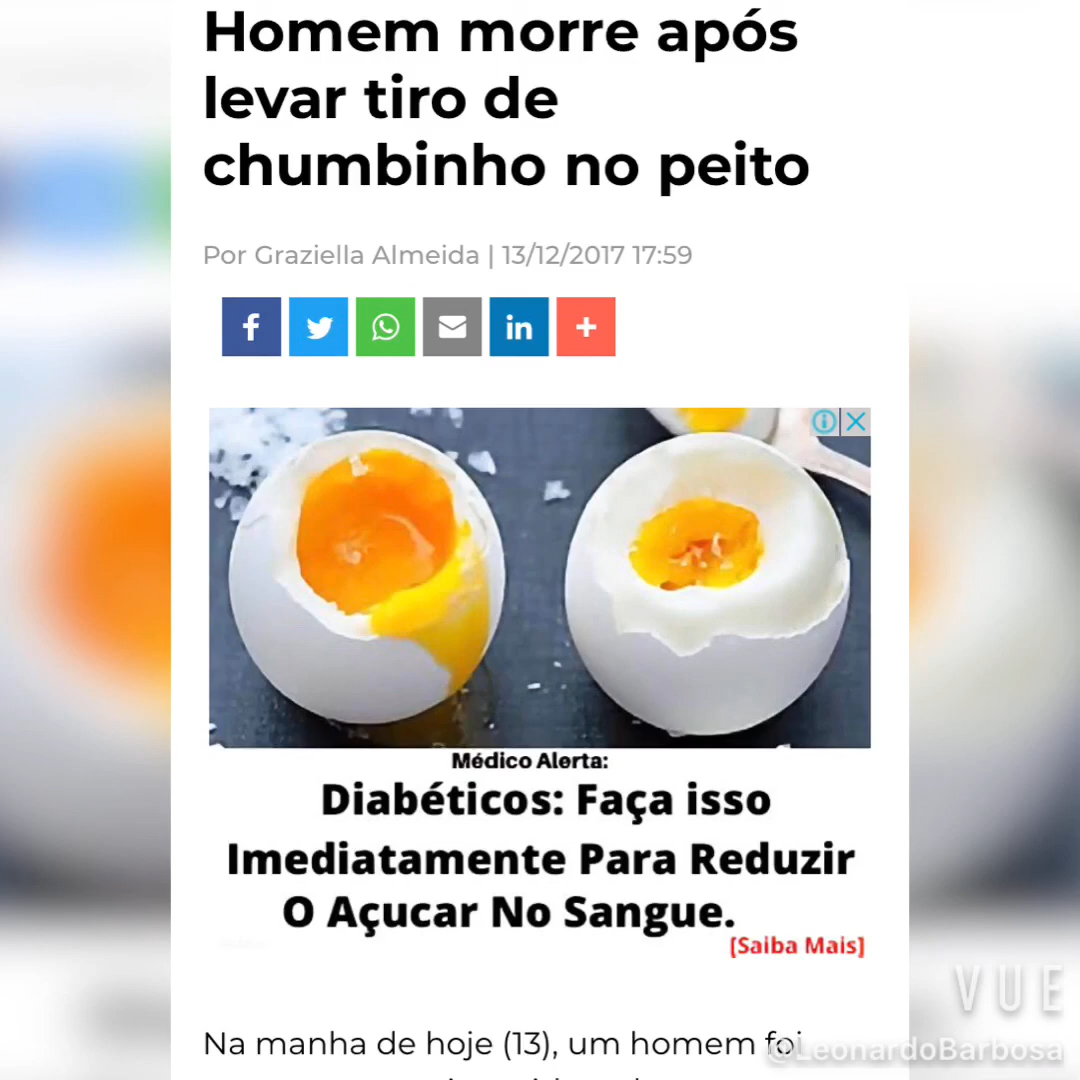 Homem morre após
levar tiro de
chumbinho no peito
Por Graziella Almeida | 13/12/2017 17:59
Médico Alerta:
Diabéticos: Faça isso
Imediatamente Para Reduzir
O Açucar No Sangue.
[Saiba Mais]
VUE
Na manha de hoje (13), um homem foi
@LeonardoBarbosa